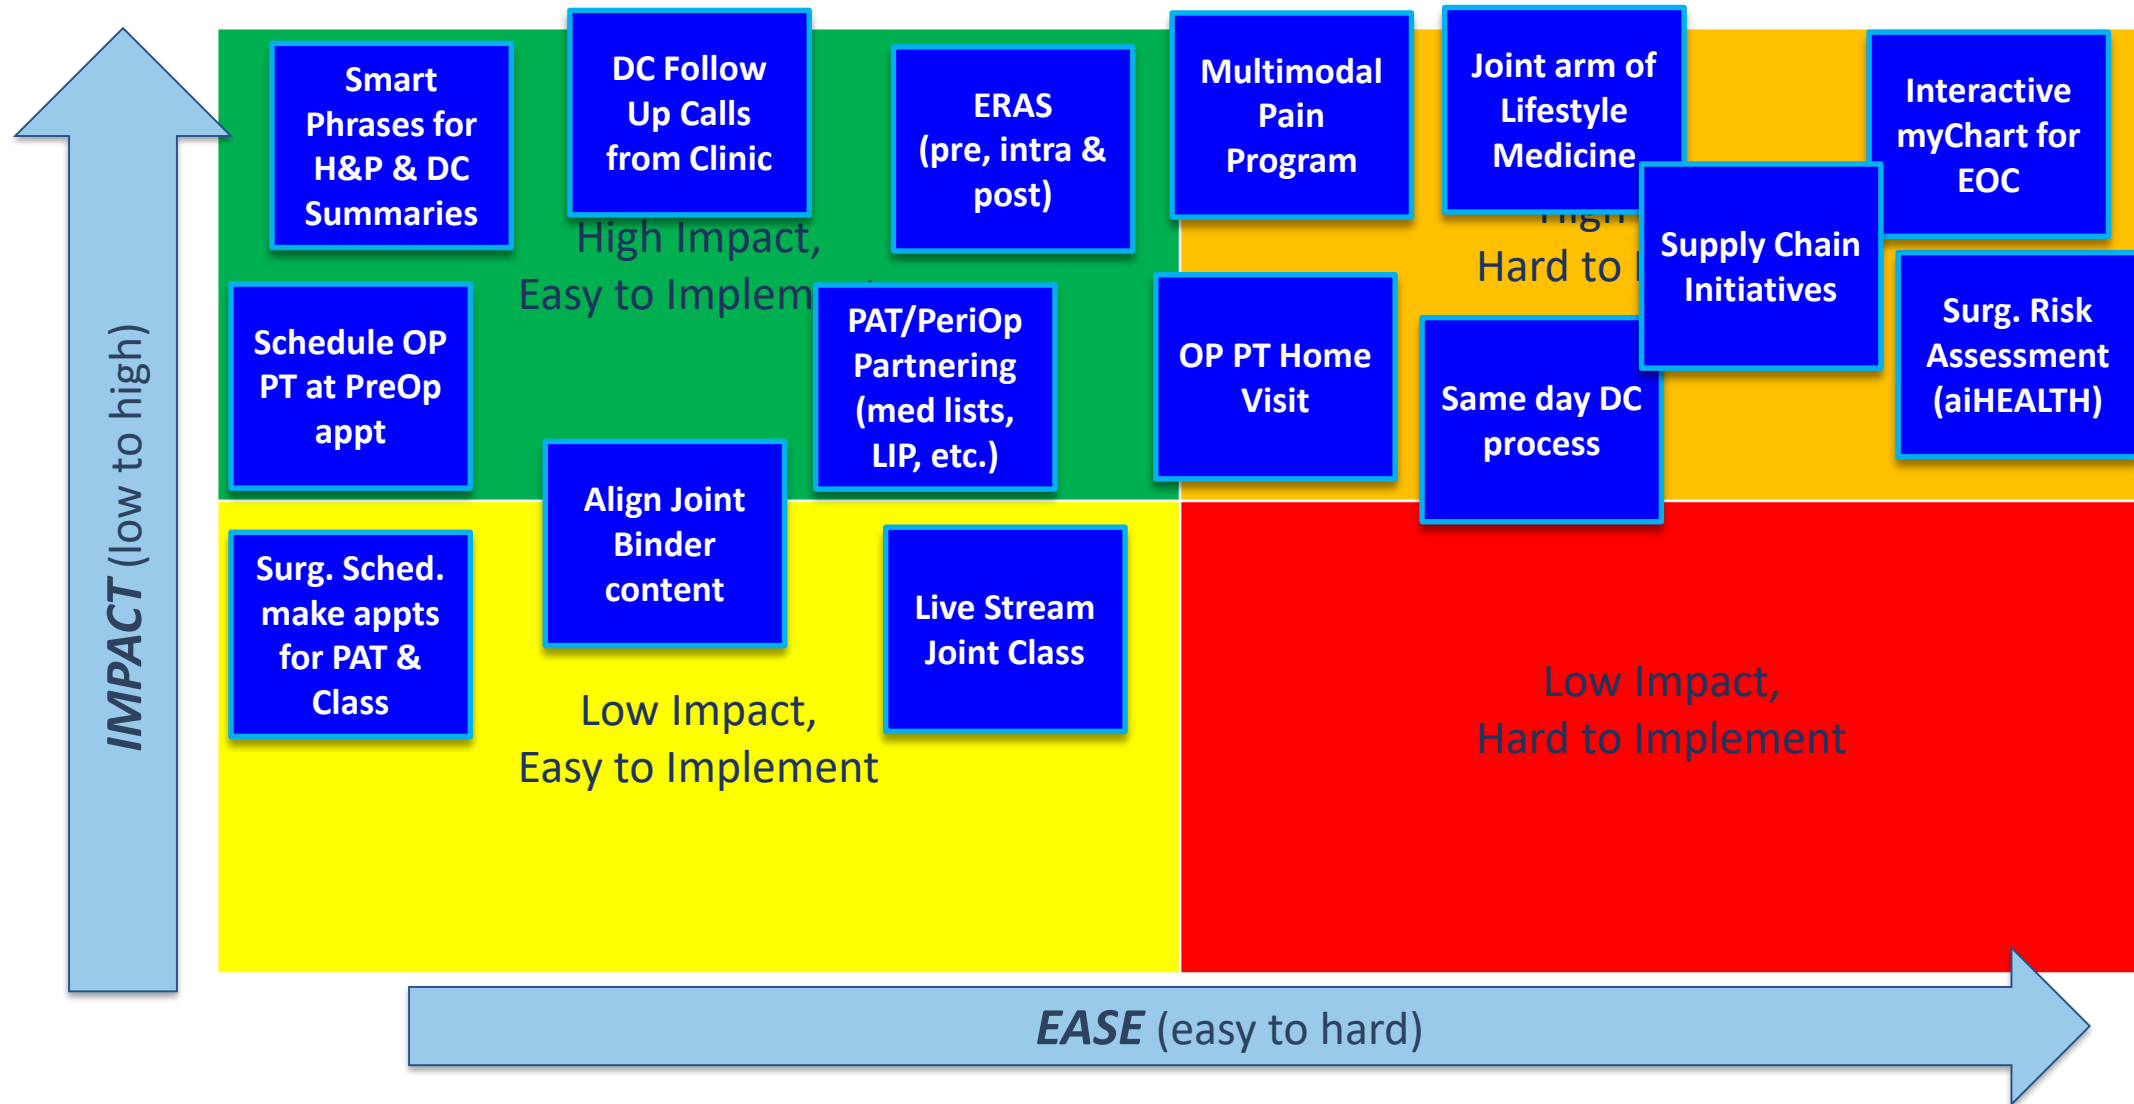 IMPACT (low to high)
Smart
Phrases for
H&P & DC
Summaries
DC Follow
Up Calls
from Clinic
ERAS
(pre, intra &
post)
High Impact,
Easy to
Schedule OP
PT at PreOp
appt
PAT/PeriOp
Partnering
(med lists,
LIP, etc.)
Multimodal
Pain
Program
Joint arm of
Lifestyle
Medicine
Interactive
myChart for
EOC
High
Hard to
Supply Chain
Initiatives
OP PT Home
Visit
Same day DC
process
Surg. Risk
Assessment
(aiHEALTH)
Surg. Sched.
make appts
for PAT &
Class
Align Joint
Binder
content
Live Stream
Joint Class
Low Impact,
Easy to Implement
Low Impact,
Hard to Implement
EASE (easy to hard)